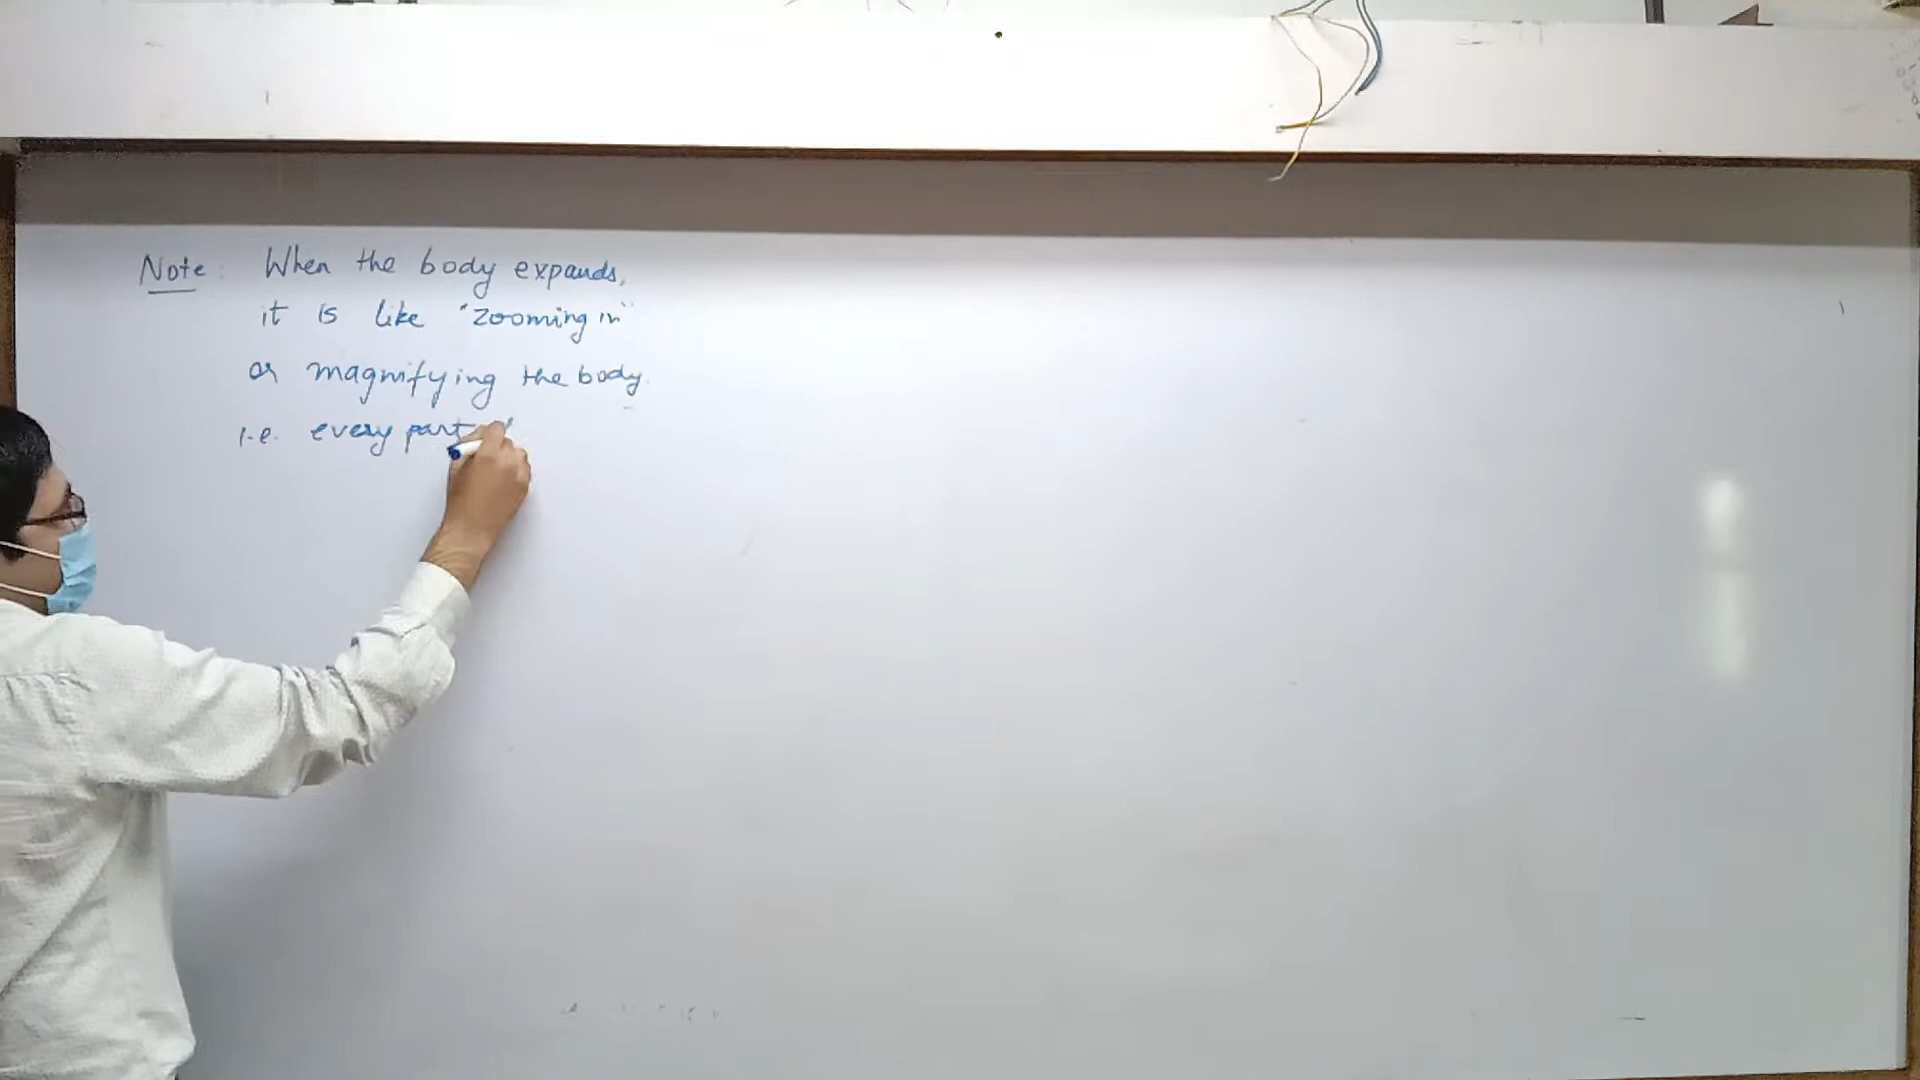 Note: When the body expands,
it is like "Zooming in"
or magnifying the body.
i.e. every part